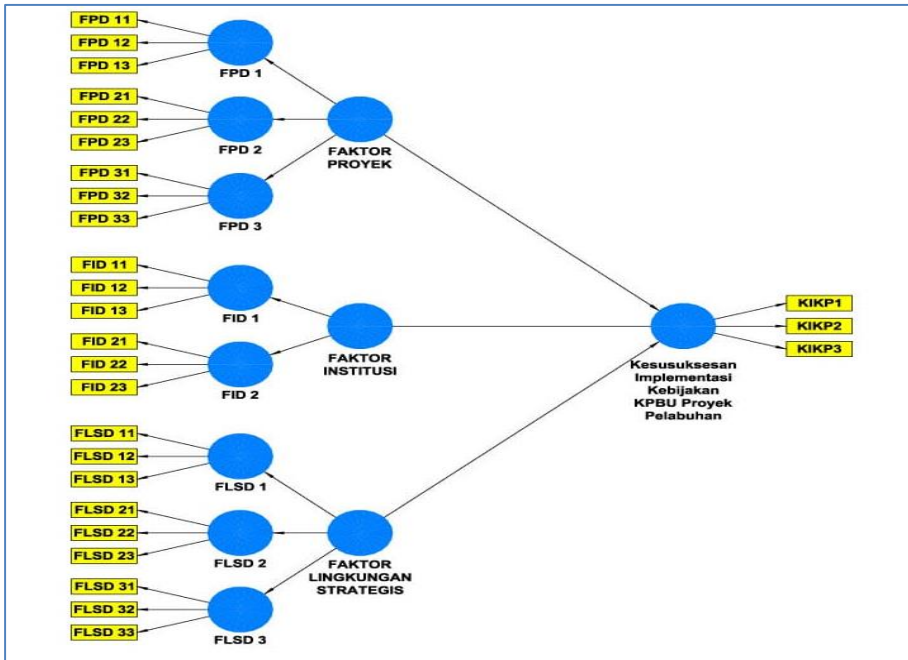 FPD 11
FPD 12
FPD 13
FPD 1
FPD 21
FPD 22
FPD 23
FPD 2
FPD 31
FPD 32
FPD 33
FPD 3
FAKTOR
PROYEK
FID 11
FID 12
FID 13
FID 1
FID 21
FID 22
FID 23
FID 2
FAKTOR
INSTITUSI
FLSD 11
FLSD 12
FLSD 13
FLSD 1
FLSD 21
FLSD 22
FLSD 23
FLSD 2
FLSD 31
FLSD 32
FLSD 33
FLSD 3
FAKTOR
LINGKUNGAN
STRATEGIS
Kesusuksesan
Implementasi
Kebijakan
KPBU Proyek
Pelabuhan
KIKP1
KIKP2
KIKP3